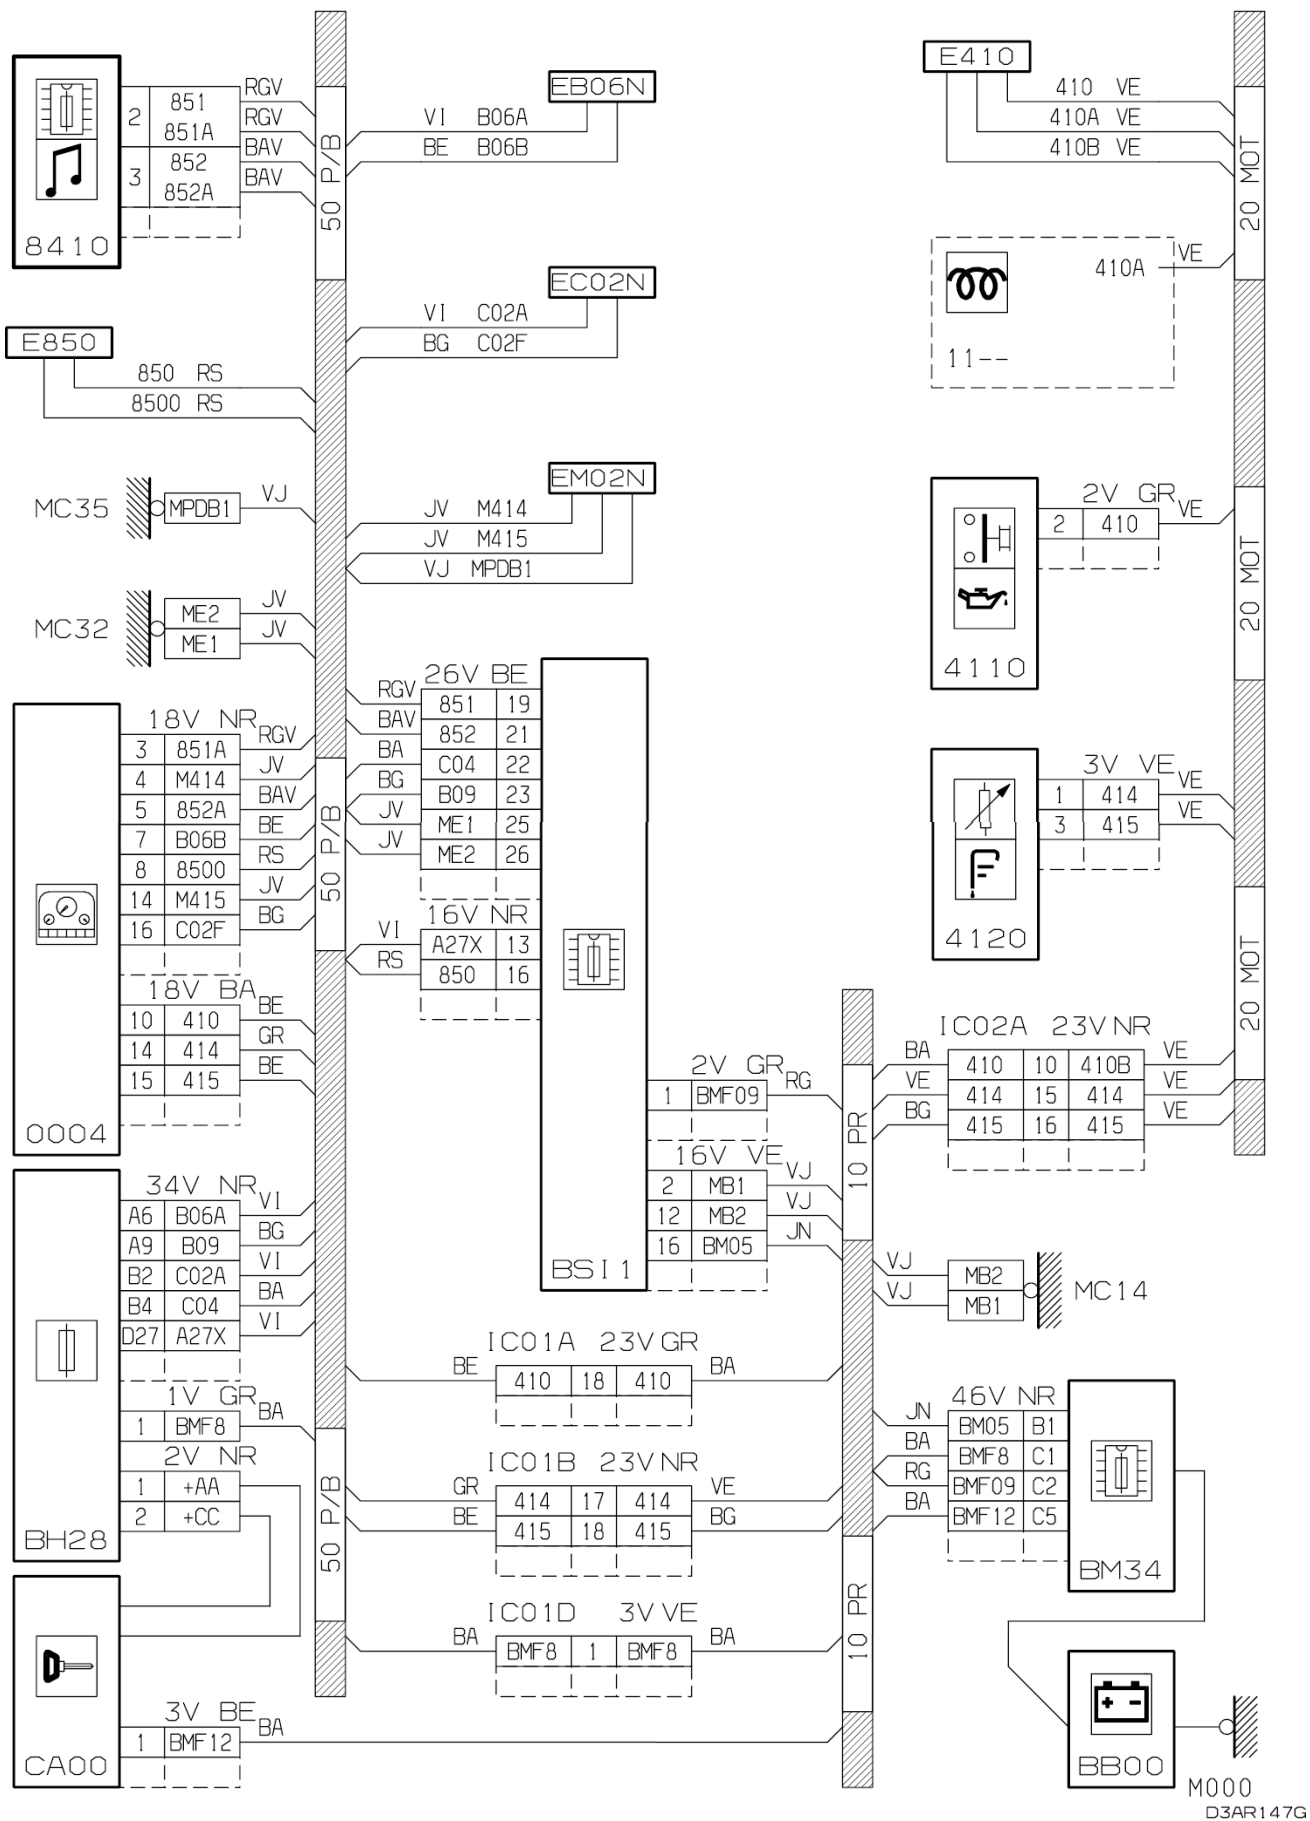 8410
2 851 RGV
851A RGV
3 852 BAV
852A BAV
50 P/B
EB06N
VI B06A
BE B06B
E410
410 VE
410A VE
410B VE
20 MOT
410A VE
11--
EC02N
VI C02A
BG C02F
E850
850 RS
8500 RS
MC35 MPDB1 VJ
EM02N
JV M414
JV M415
VJ MPDB1
MC32
ME2 JV
ME1 JV
4110
2V GR
2 410 VE
20 MOT
0004
18V NR
3 851A RGV
4 M414 JV
5 852A BAV
7 B06B BE
8 8500 RS
14 M415 JV
16 C02F BG
18V BA
10 410 BE
14 414 GR
15 415 BE
50 P/B
26V BE
RGV 851 19
BAV 852 21
BA C04 22
BG B09 23
JV ME1 25
JV ME2 26
16V NR
VI A27X 13
RS 850 16
BSI1
2V GR
1 BMF09 RG
16V VE
2 MB1 VJ
12 MB2 VJ
16 BM05 JN
4120
3V VE
1 414 VE
3 415 VE
20 MOT
10 PR
IC02A 23V NR
BA 410 10 410B VE
VE 414 15 414 VE
BG 415 16 415 VE
VJ MB2
VJ MB1
MC14
BH28
34V NR
A6 B06A VI
A9 B09 BG
B2 C02A VI
B4 C04 BA
D27 A27X VI
1V GR
1 BMF8 BA
2V NR
1 +AA
2 +CC
50 P/B
IC01A 23V GR
BE 410 18 410 BA
IC01B 23V NR
GR 414 17 414 VE
BE 415 18 415 BG
IC01D 3V VE
BA BMF8 1 BMF8 BA
10 PR
46V NR
JN BM05 B1
BA BMF8 C1
RG BMF09 C2
BA BMF12 C5
BM34
CA00
3V BE
1 BMF12 BA
BB00
M000
D3AR147G